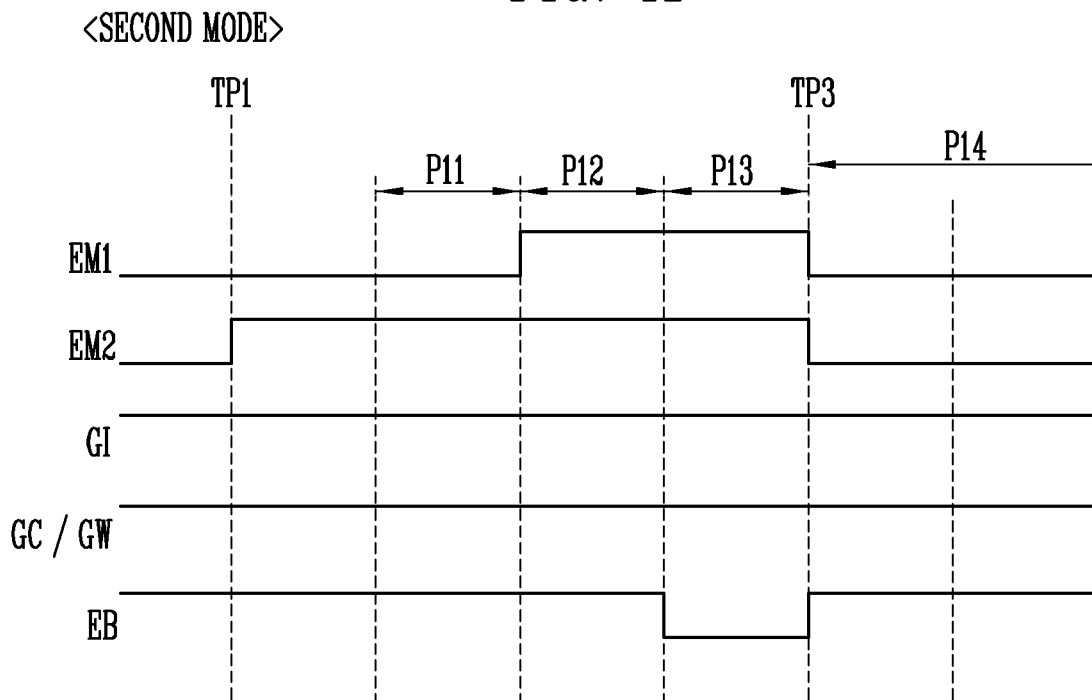 <SECOND MODE>
TP1
TP3
P11
P12
P13
P14
EM1
EM2
GI
GC / GW
EB